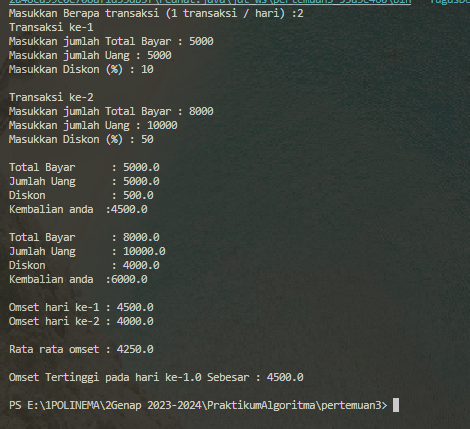 Masukkan Berapa transaksi (1 transaksi / hari) :2
Transaksi ke-1
Masukkan jumlah Total Bayar : 5000
Masukkan jumlah Uang : 5000
Masukkan Diskon (%) : 10
Transaksi ke-2
Masukkan jumlah Total Bayar : 8000
Masukkan jumlah Uang : 10000
Masukkan Diskon (%) : 50
Total Bayar : 5000.0
Jumlah Uang : 5000.0
Diskon : 500.0
Kembalian anda :4500.0
Total Bayar : 8000.0
Jumlah Uang : 10000.0
Diskon : 4000.0
Kembalian anda :6000.0
Omset hari ke-1 : 4500.0
Omset hari ke-2 : 4000.0
Rata rata omset : 4250.0
Omset Tertinggi pada hari ke-1.0 Sebesar : 4500.0
PS E:\1POLINEMA\2Genap 2023-2024\PraktikumAlgoritma\pertemuan3>